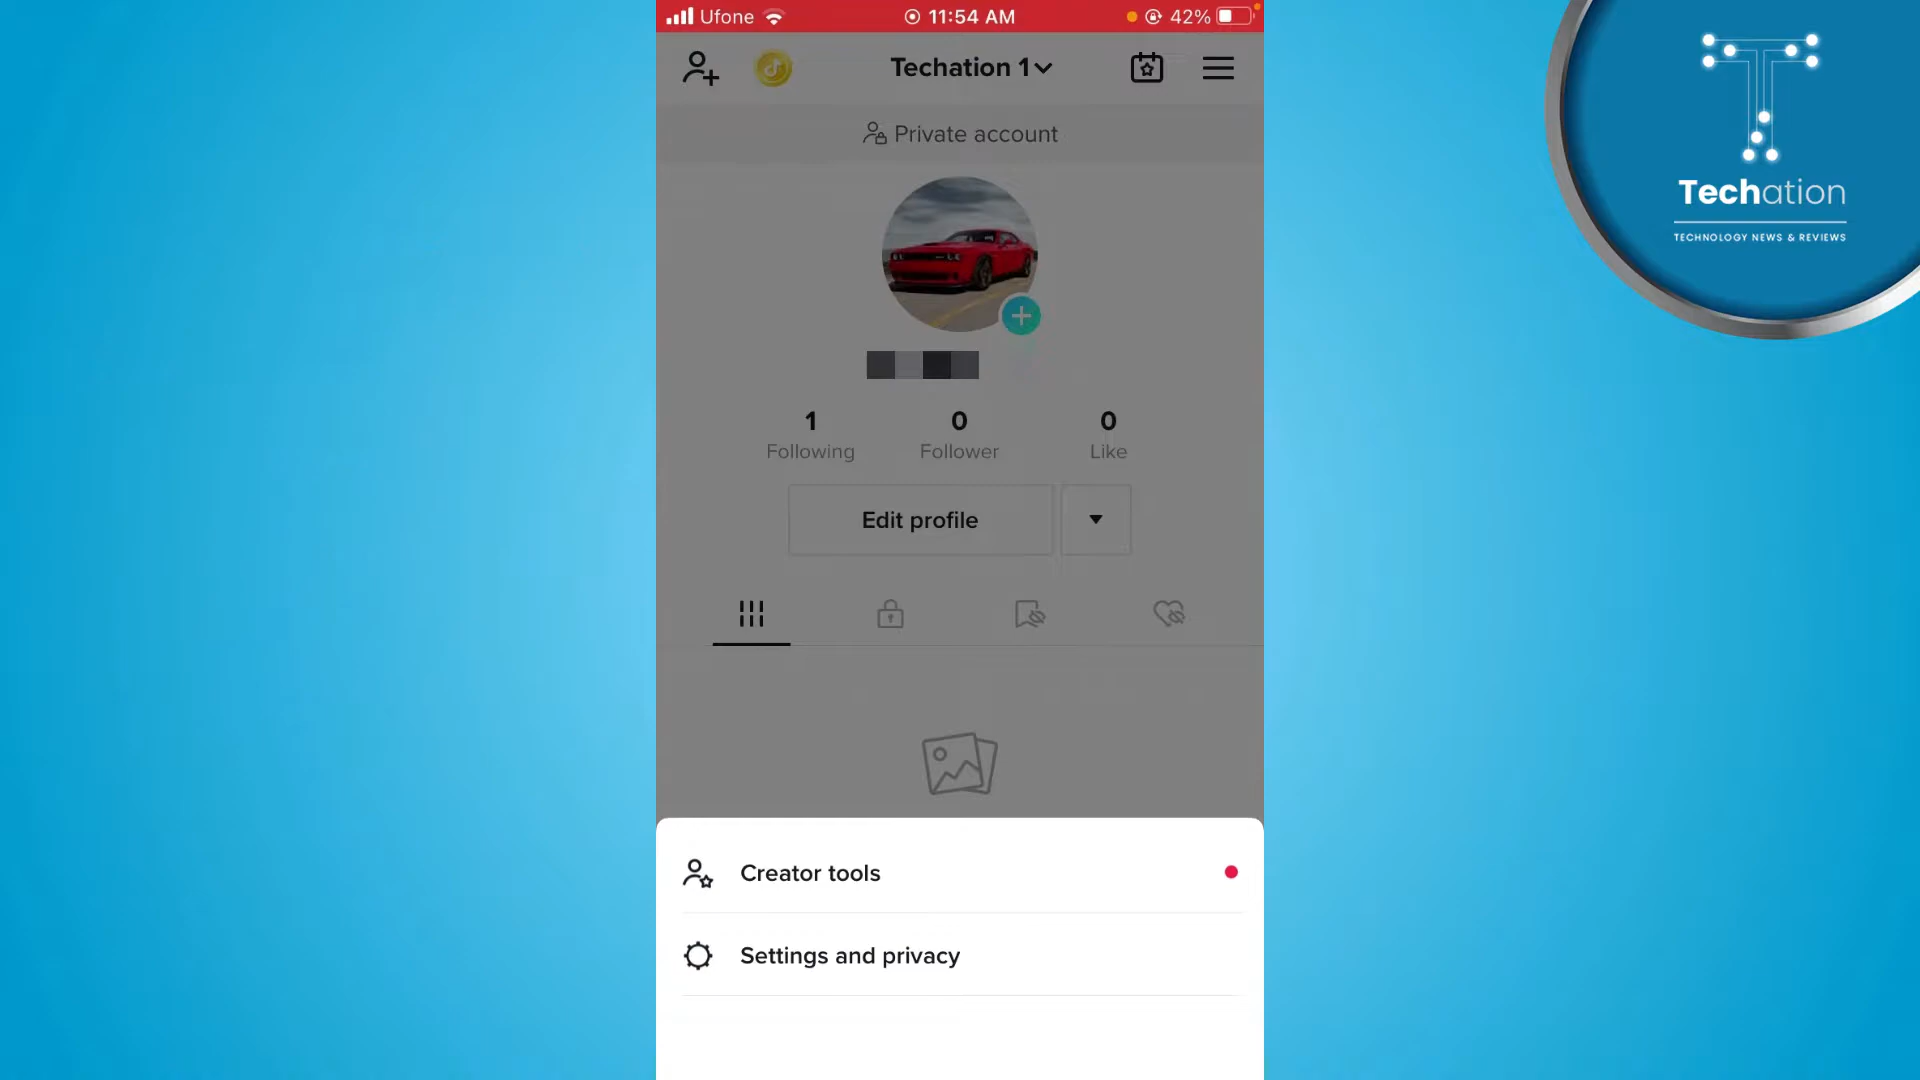 Ufone
11:54 AM
42%
Techation 1
Private account
1
0
0
Following
Follower
Like
Edit profile
Creator tools
Settings and privacy
Techation
TECHNOLOGY NEWS & REVIEWS